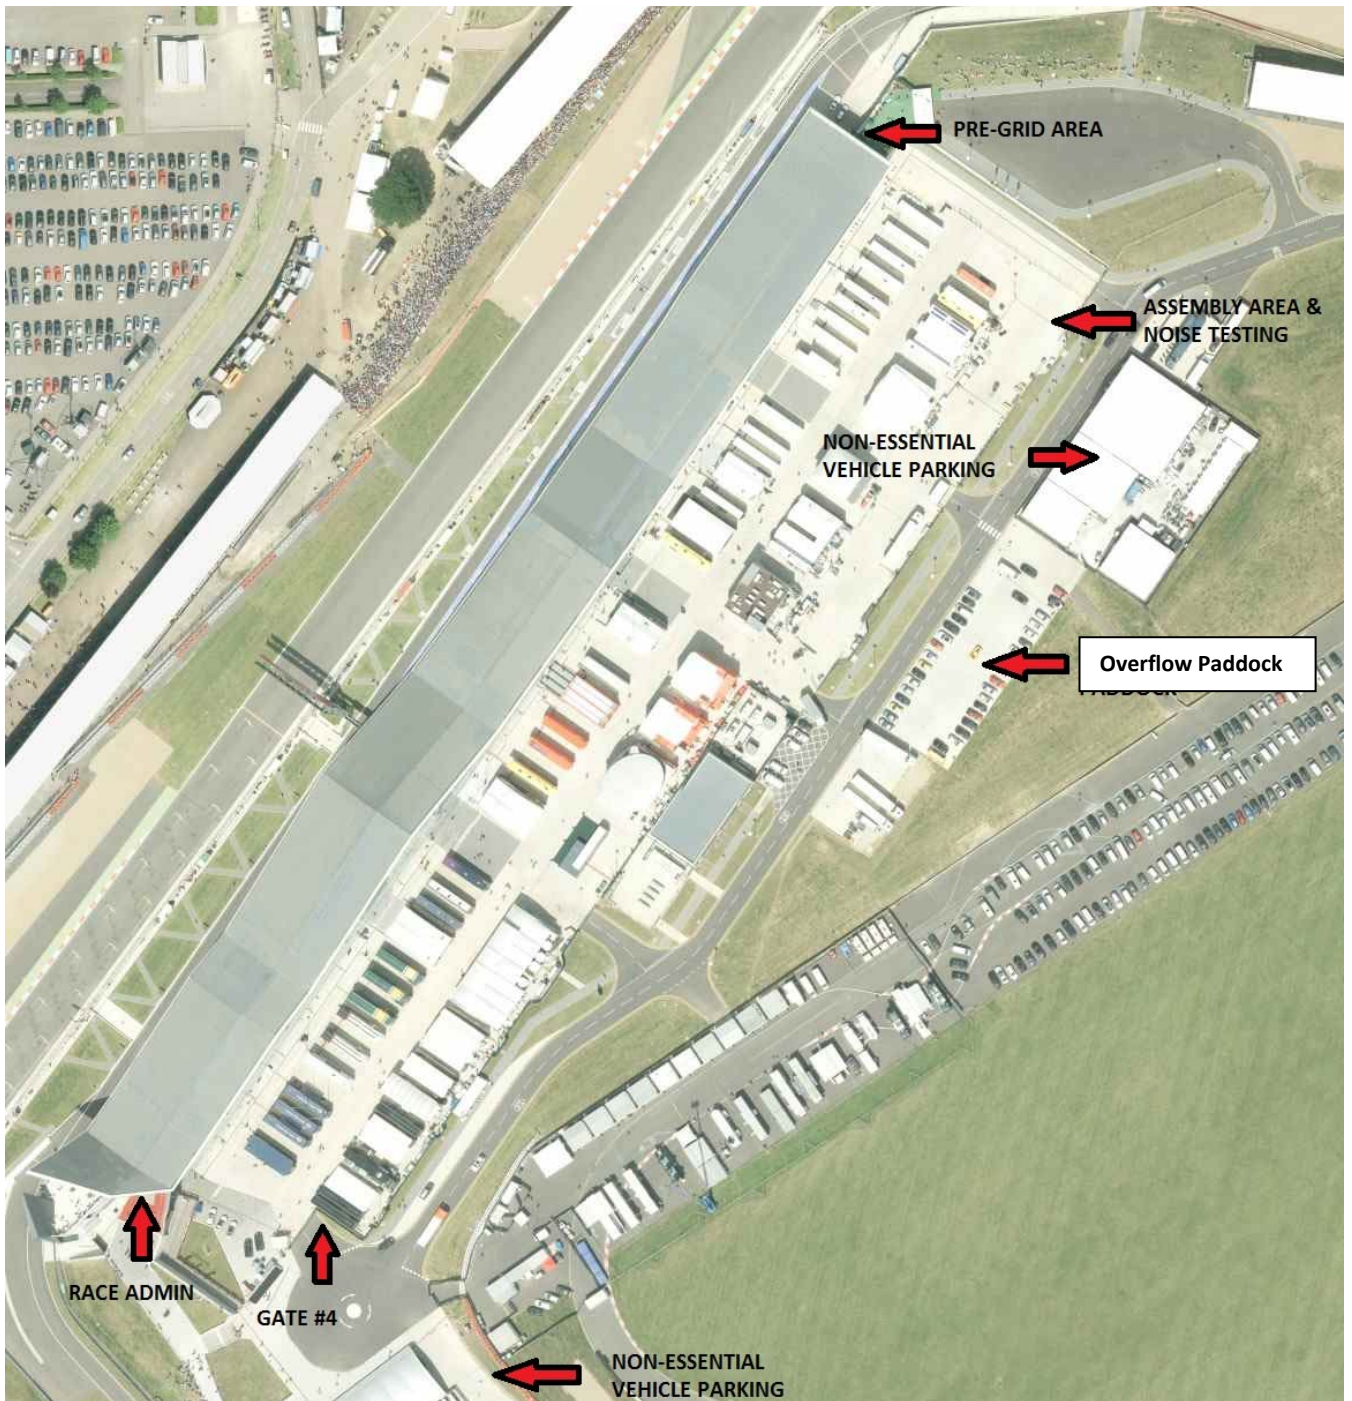 PRE-GRID AREA
ASSEMBLY AREA &
NOISE TESTING
NON-ESSENTIAL
VEHICLE PARKING
Overflow Paddock
PADDOCK
RACE ADMIN
GATE #4
NON-ESSENTIAL
VEHICLE PARKING